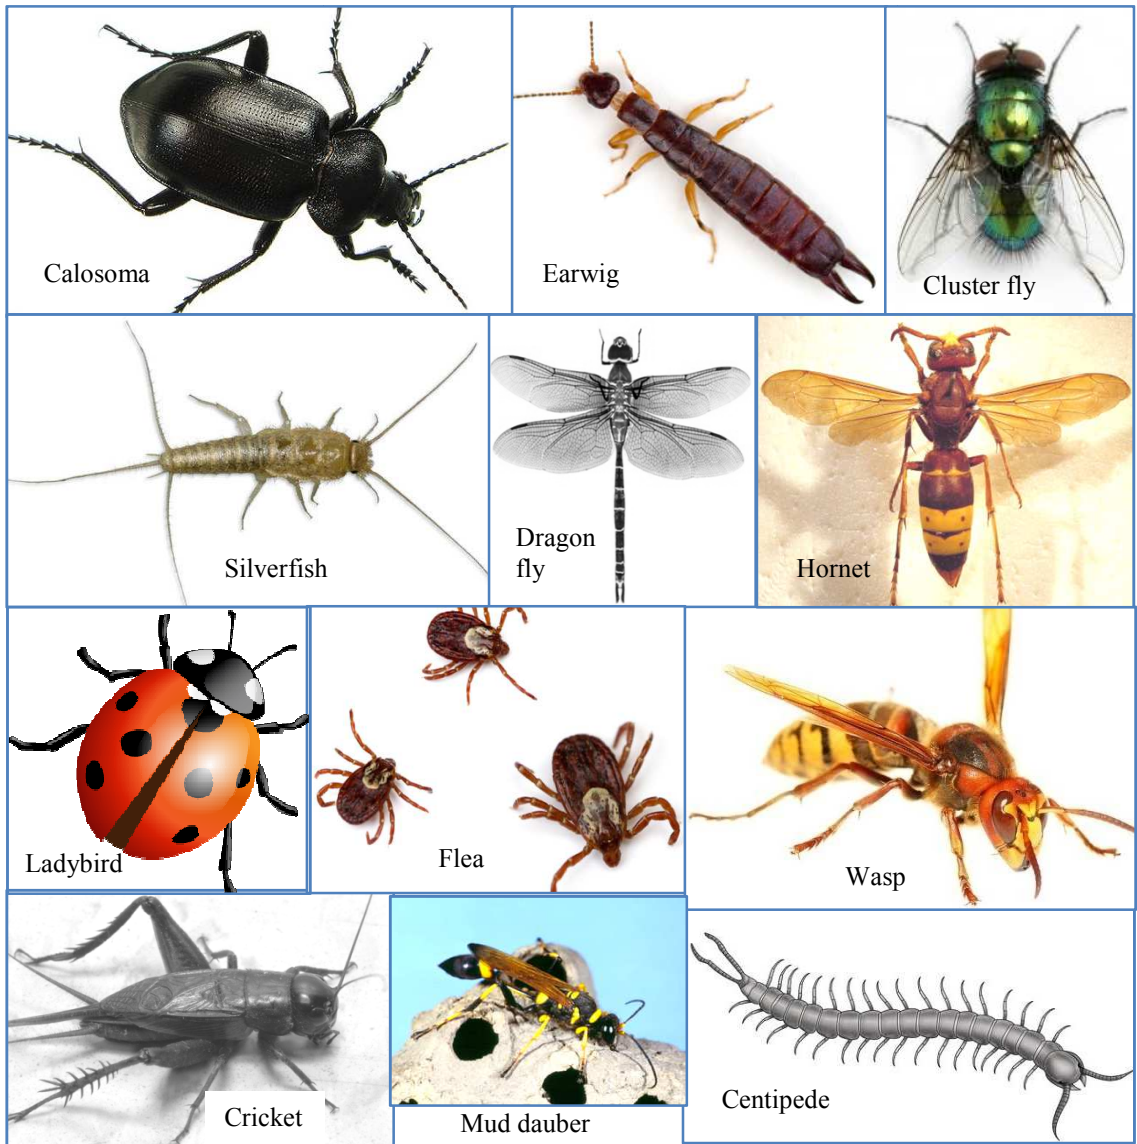 Calosoma
Earwig
Cluster fly
Silverfish
Dragon
fly
Hornet
Ladybird
Flea
Wasp
Cricket
Mud dauber
Centipede